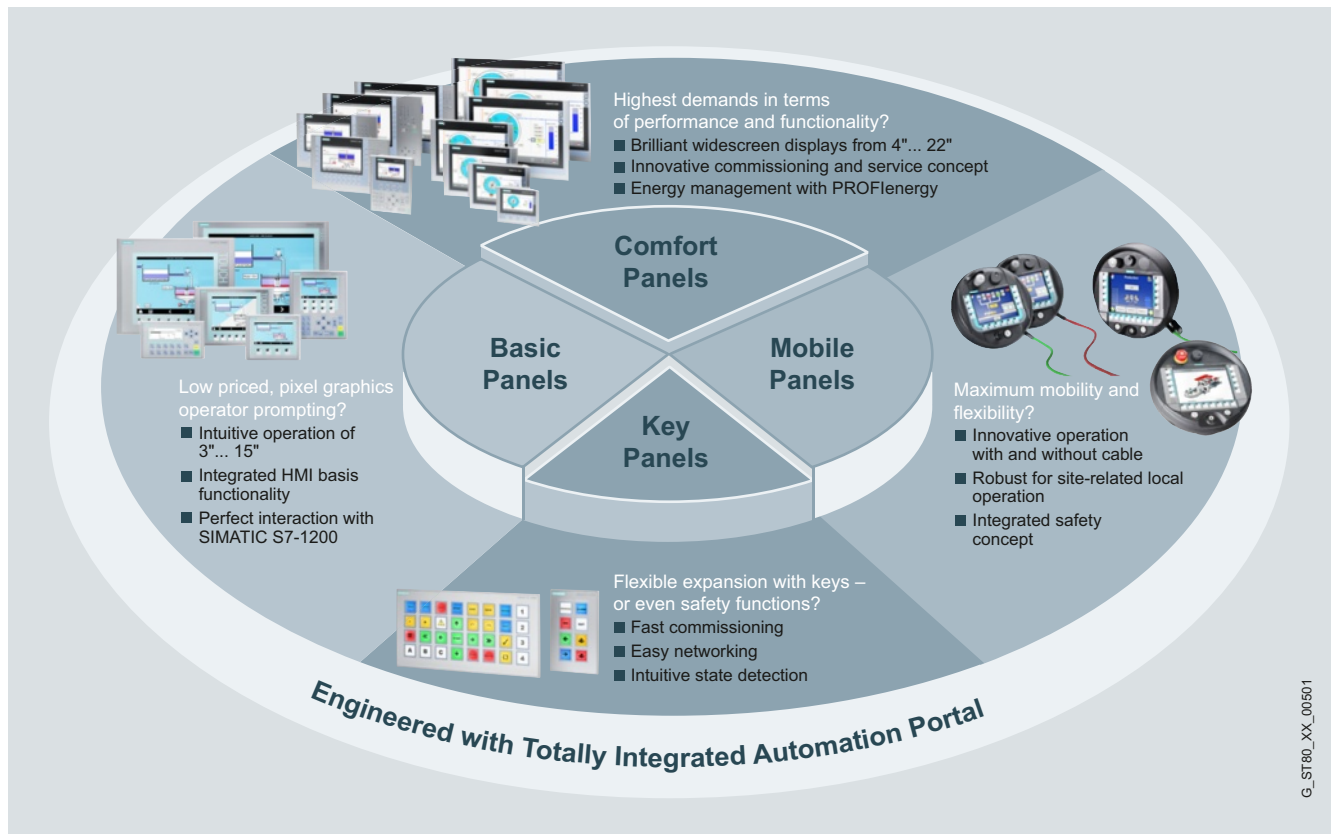 Highest demands in terms
of performance and functionality?
Brilliant widescreen displays from 4"... 22"
Innovative commissioning and service concept
Energy management with PROFIenergy
Comfort
Panels
Basic
Panels
Mobile
Panels
Key
Panels
Low priced, pixel graphics
operator prompting?
Intuitive operation of
3"... 15"
Integrated HMI basis
functionality
Perfect interaction with
SIMATIC S7-1200
Maximum mobility and
flexibility?
Innovative operation
with and without cable
Robust for site-related local
operation
Integrated safety
concept
Flexible expansion with keys –
or even safety functions?
Fast commissioning
Easy networking
Intuitive state detection
A B C
1
2
3
4
Engineered with Totally Integrated Automation Portal
G_ST80_XX_00501